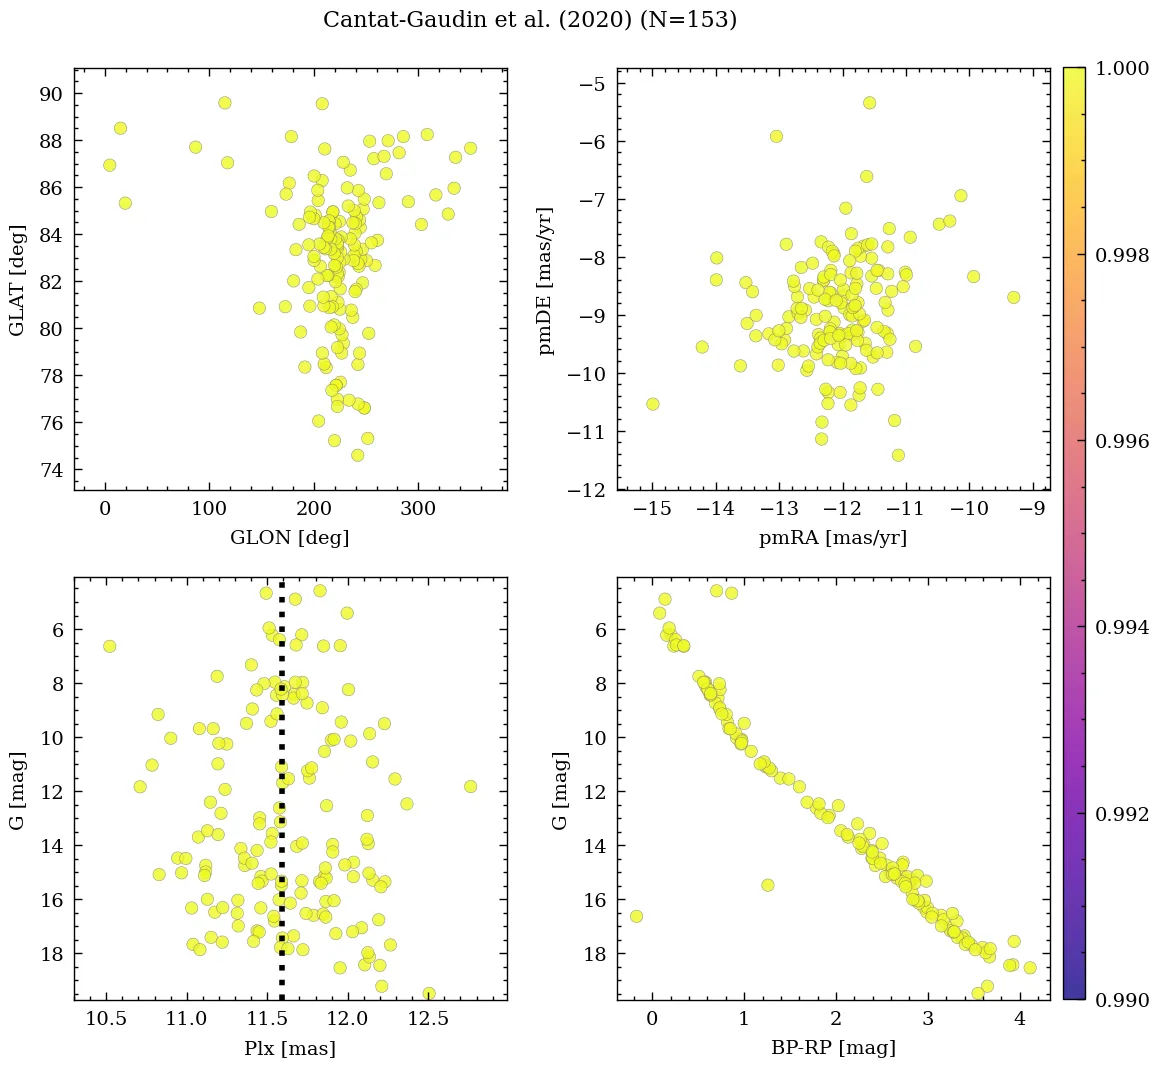 Cantat-Gaudin et al. (2020) (N=153)
90
88
86
84
82
80
78
76
74
GLAT [deg]
0 100 200 300
GLON [deg]
−5
−6
−7
−8
−9
−10
−11
−12
pmDE [mas/yr]
−15 −14 −13 −12 −11 −10 −9
pmRA [mas/yr]
1.000
0.998
0.996
0.994
0.992
0.990
6
8
10
12
14
16
18
G [mag]
10.5 11.0 11.5 12.0 12.5
Plx [mas]
6
8
10
12
14
16
18
G [mag]
0 1 2 3 4
BP-RP [mag]